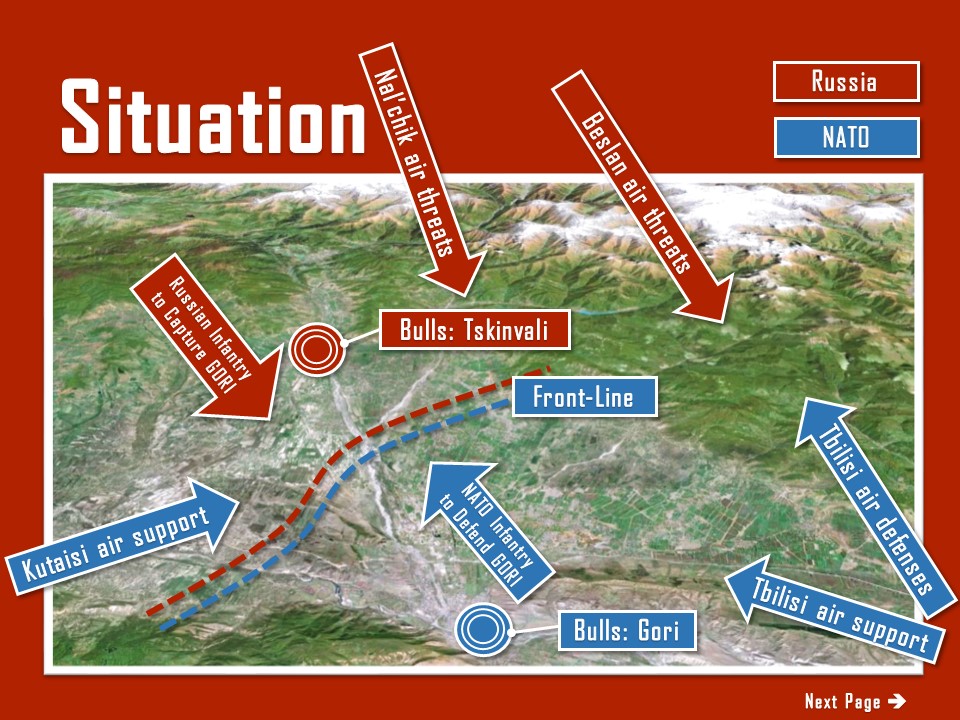 Situation
Russia
NATO
Nal'chik air threats
Beslan air threats
Russian Infantry
to Capture GORI
Bulls: Tskinvali
Front-Line
Kutaisi air support
NATO Infantry
to Defend GORI
Tbilisi air defenses
Tbilisi air support
Bulls: Gori
Next Page →